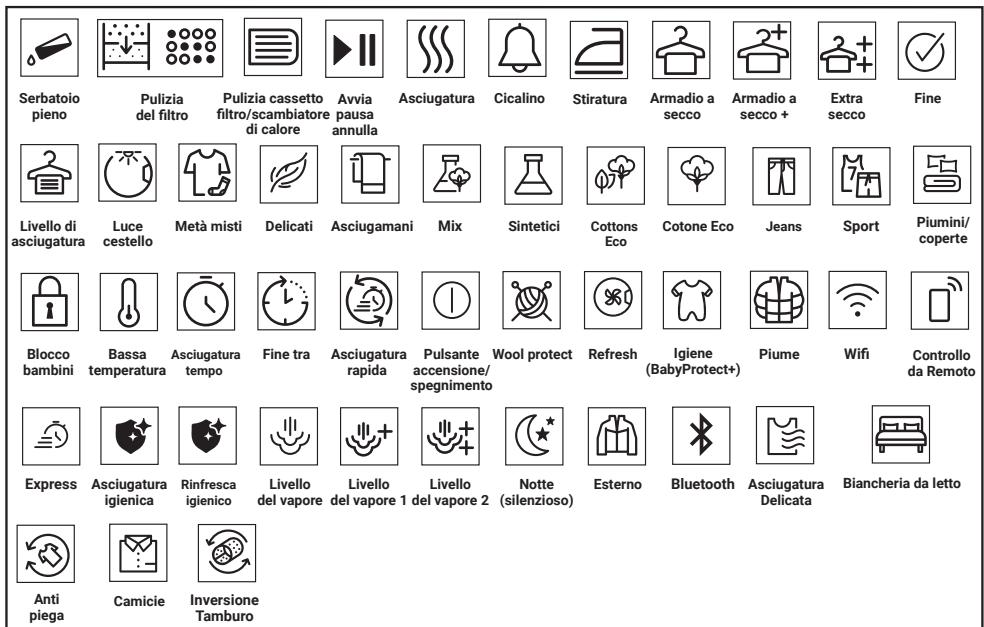 Serbatoio
pieno
Pulizia
del filtro
Pulizia cassetto
filtro/scambiatore
di calore
Avvia
pausa
annulla
Asciugatura
Cicalino
Stiratura
Armadio a
secco
Armadio a
secco +
Extra
secco
Fine
Livello di
asciugatura
Luce
cestello
Metà misti
Delicati
Asciugamani
Mix
Sintetici
Cottons
Eco
Cotone Eco
Jeans
7
Sport
Piumini/
coperte
Blocco
bambini
Bassa
temperatura
Asciugatura
tempo
Fine tra
Asciugatura
rapida
Pulsante
accensione/
spegnimento
Wool protect
Refresh
Igiene
(BabyProtect+)
Piume
Wifi
Controllo
da Remoto
Express
Asciugatura
igienica
Rinfresca
igienico
Livello
del vapore
Livello
del vapore 1
Livello
del vapore 2
Notte
(silenzioso)
Esterno
Bluetooth
Asciugatura
Delicata
Biancheria da letto
Anti
piega
Camicie
Inversione
Tamburo